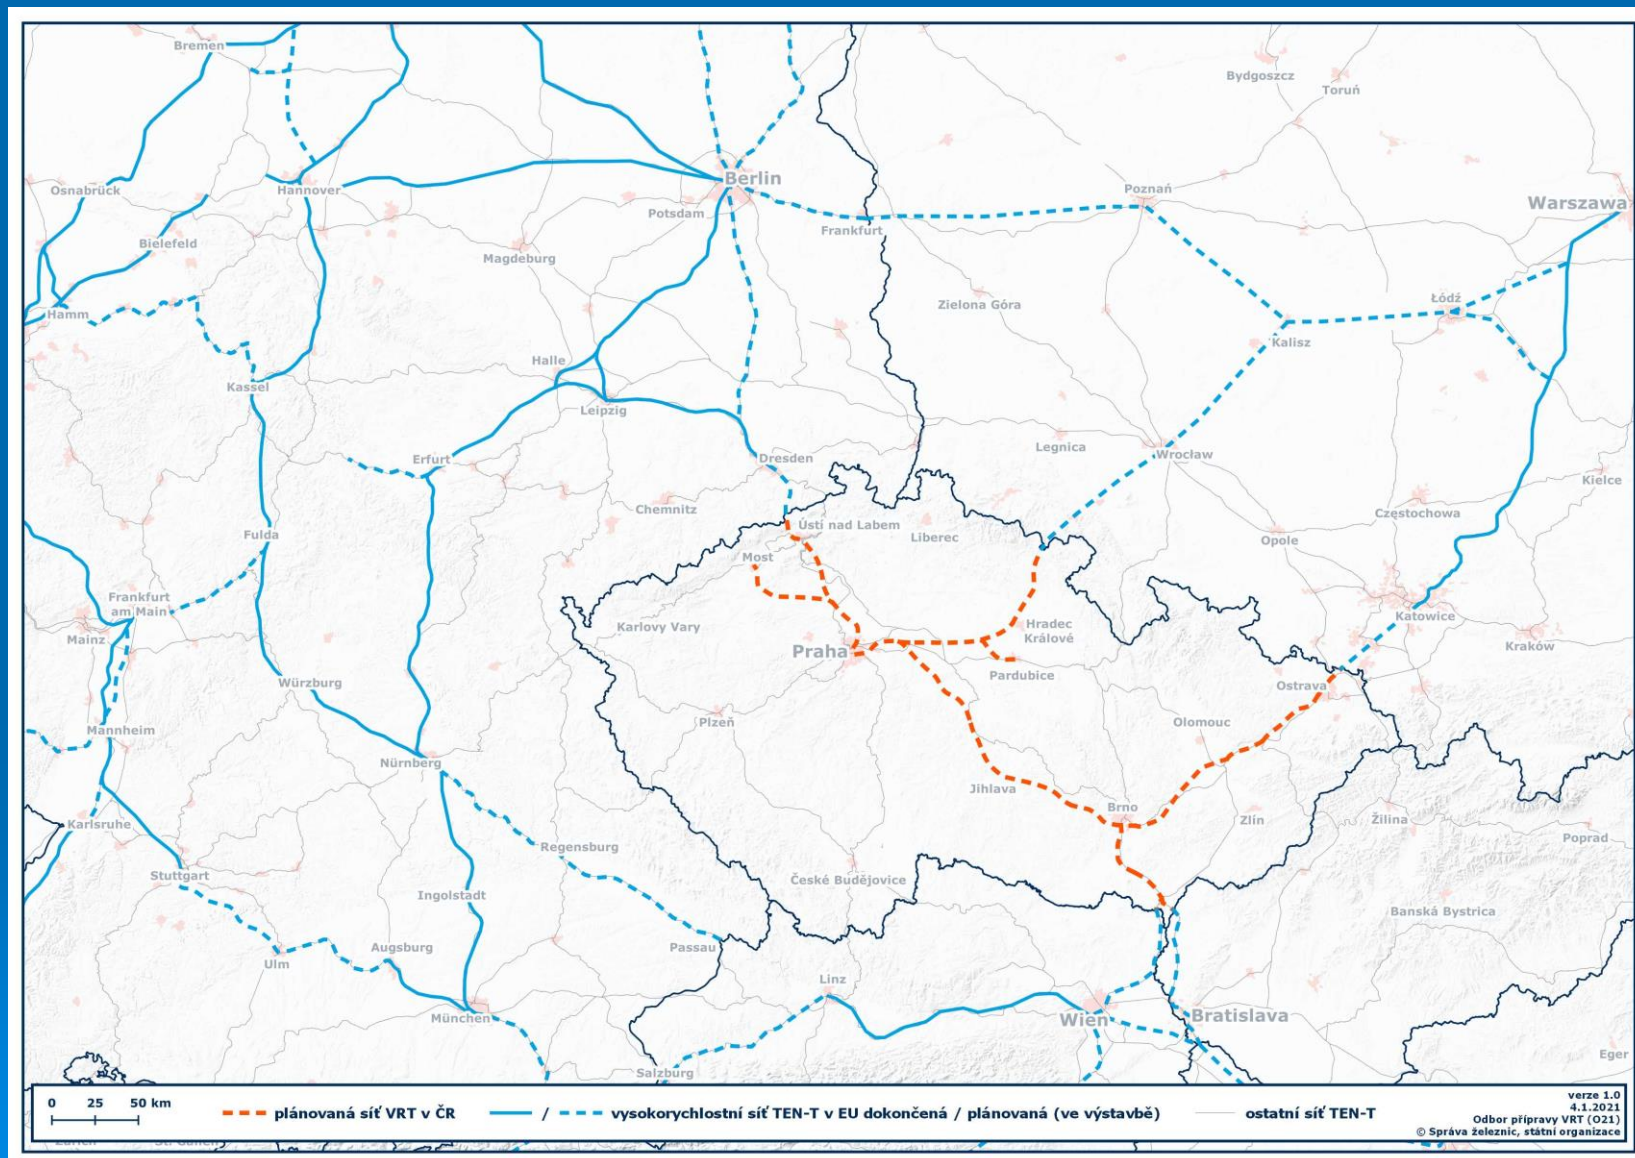 Bremen
Bydgoszcz
Toruń
Berlin
Osnabrück
Hannover
Poznań
Warszawa
Potsdam
Frankfurt
Bielefeld
Magdeburg
Zielona Góra
Łódź
Hamm
Kalisz
Halle
Kassel
Leipzig
Legnica
Wrocław
Erfurt
Dresden
Kielce
Chemnitz
Częstochowa
Ústí nad Labem
Fulda
Liberec
Opole
Most
Frankfurt
am Main
Katowice
Mainz
Karlovy Vary
Hradec
Králové
Kraków
Praha
Würzburg
Pardubice
Ostrava
Plzeň
Olomouc
Mannheim
Nürnberg
Jihlava
Brno
Karlsruhe
Zlín
Žilina
Poprad
Regensburg
Stuttgart
České Budějovice
Ingolstadt
Banská Bystrica
Augsburg
Passau
Ulm
Linz
München
Wien
Bratislava
Eger
Salzburg
0 25 50 km
plánovaná síť VRT v ČR
/
vysokorychlostní síť TEN-T v EU dokončená / plánovaná (ve výstavbě)
ostatní síť TEN-T
verze 1.0
4.1.2021
Odbor přípravy VRT (O21)
© Správa železnic, státní organizace